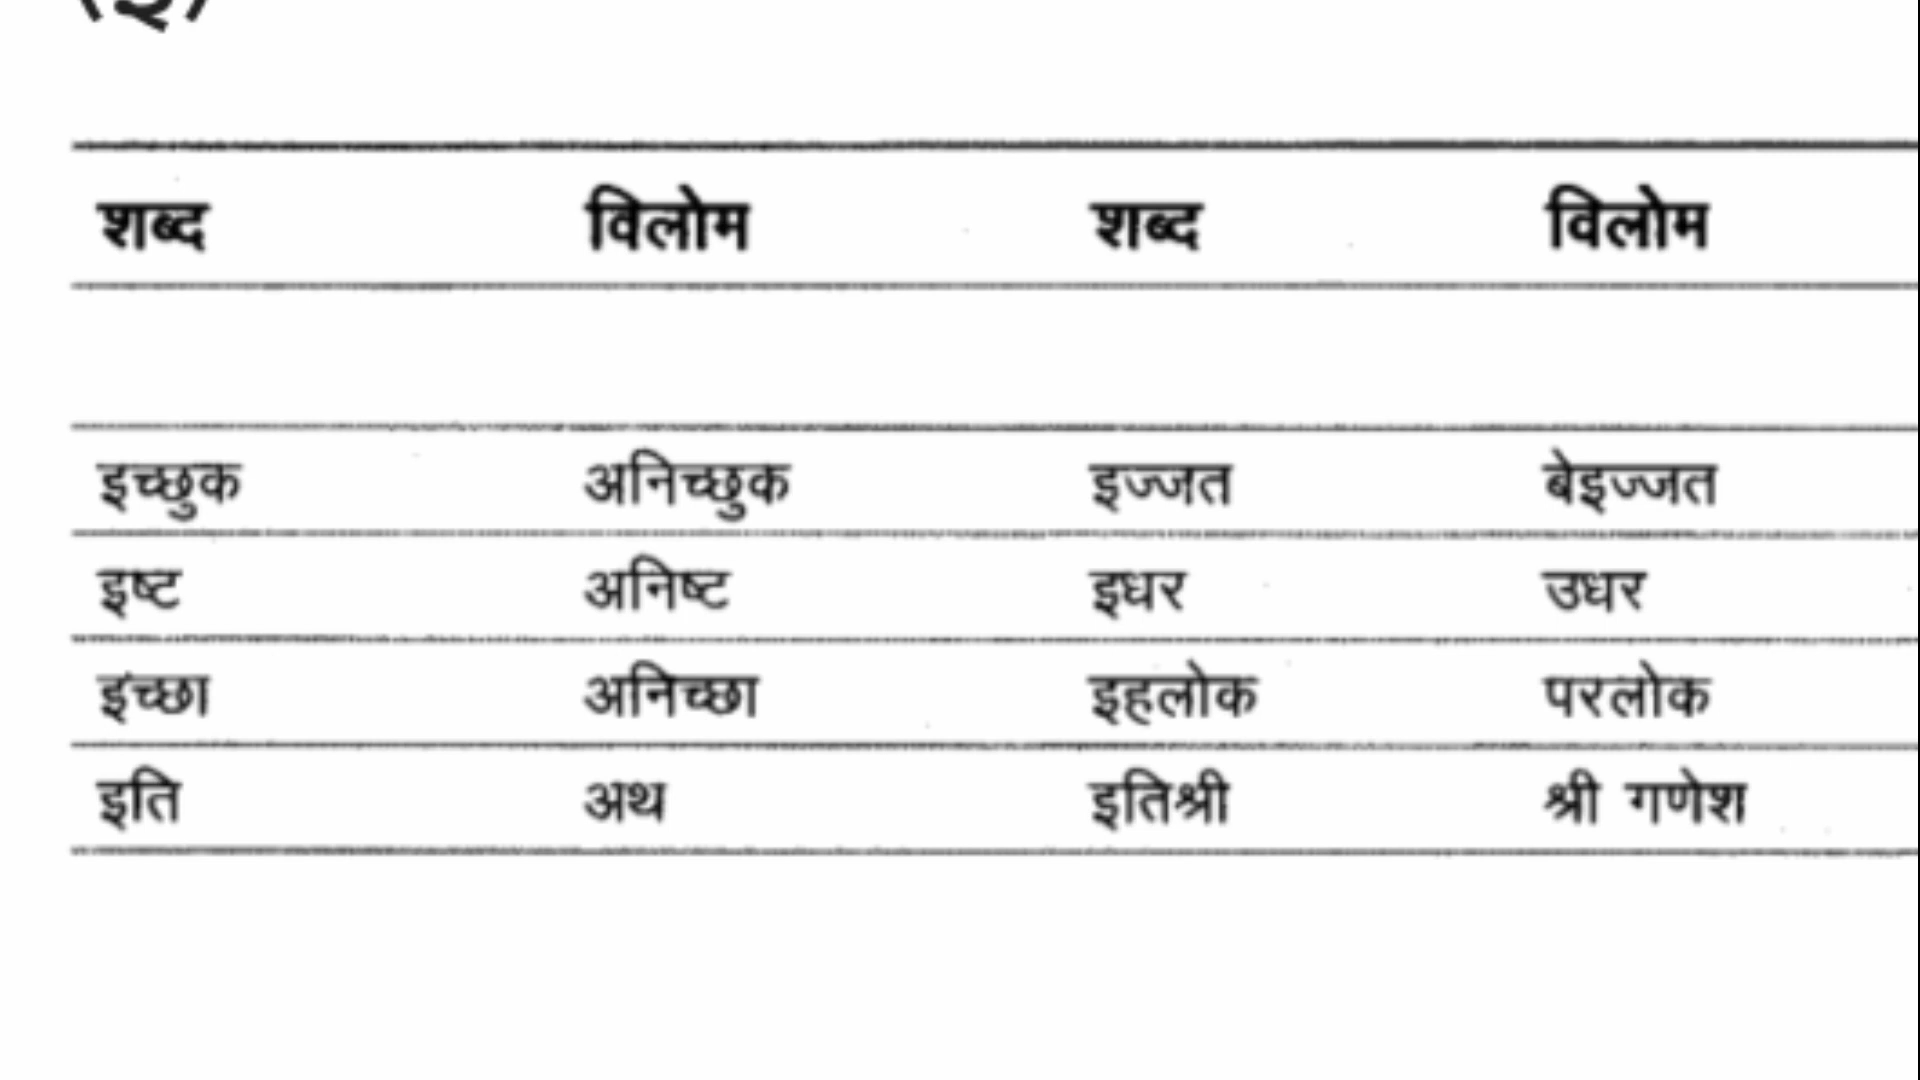 (इ)
शब्द विलोम शब्द विलोम
इच्छुक अनिच्छुक इज्जत बेइज्जत
इष्ट अनिष्ट इधर उधर
इच्छा अनिच्छा इहलोक परलोक
इति अथ इतिश्री श्री गणेश